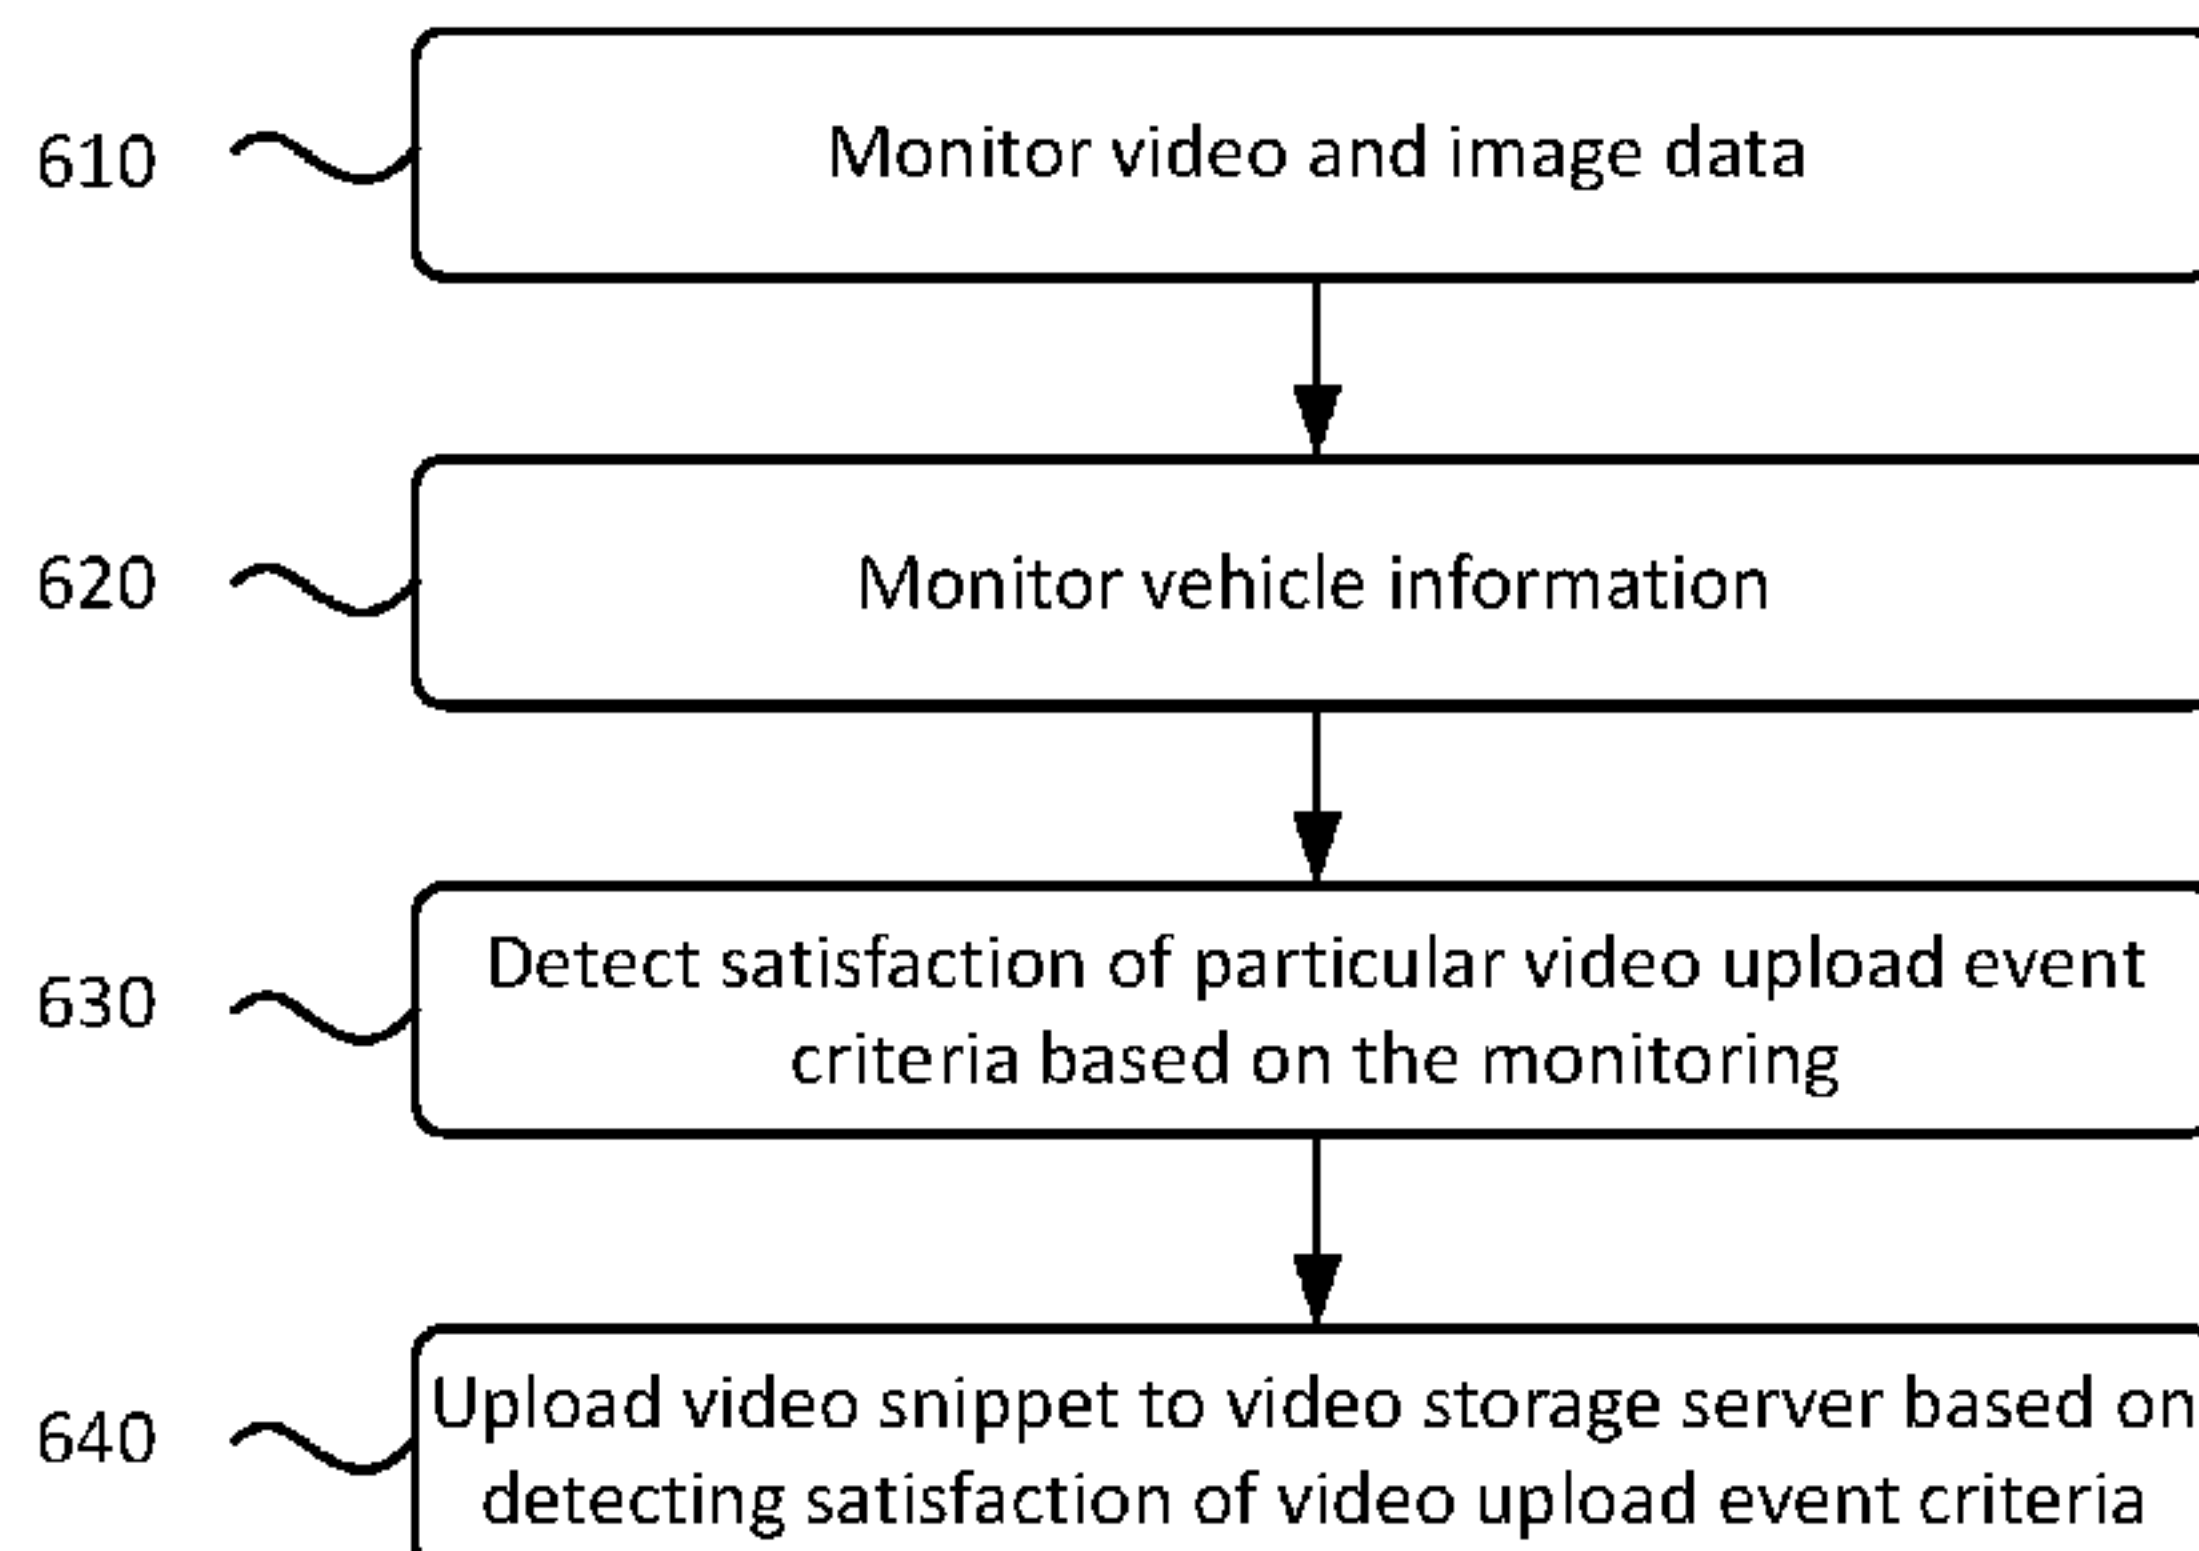 610
Monitor video and image data
620
Monitor vehicle information
630
Detect satisfaction of particular video upload event
criteria based on the monitoring
640
Upload video snippet to video storage server based on
detecting satisfaction of video upload event criteria